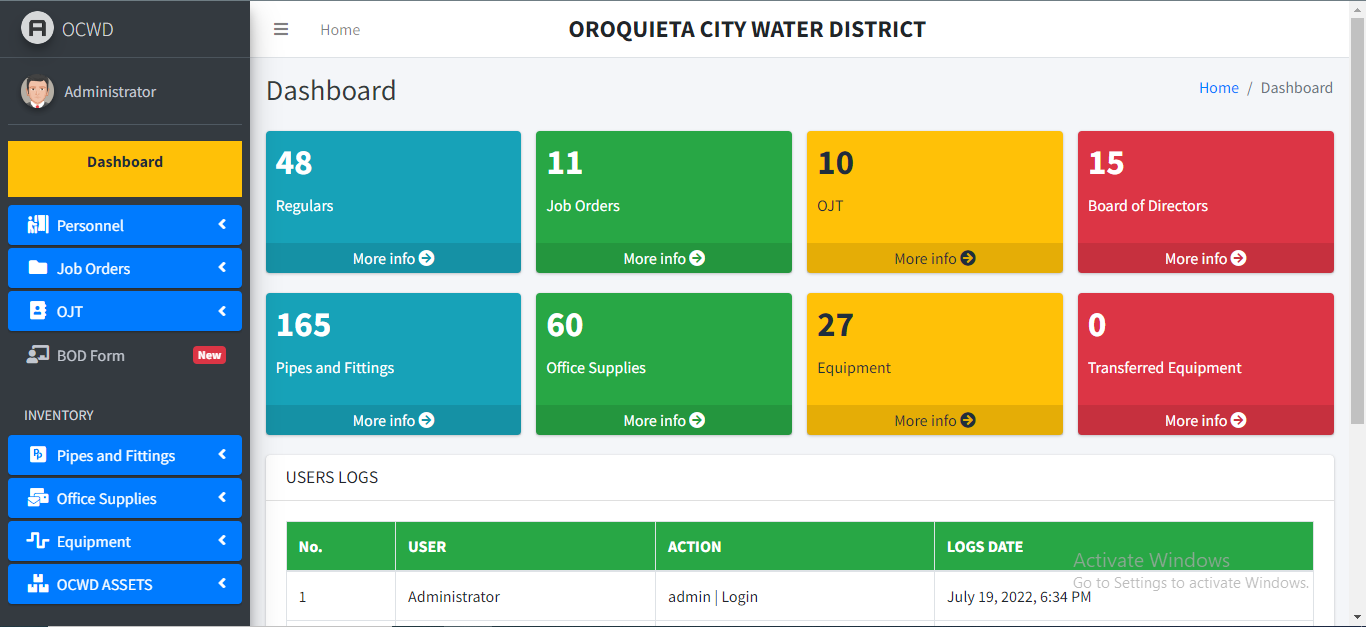 OCWD
Home
OROQUIETA CITY WATER DISTRICT
Administrator
Dashboard
Personnel
Job Orders
OJT
BOD Form New
INVENTORY
Pipes and Fittings
Office Supplies
Equipment
OCWD ASSETS
Dashboard
Home / Dashboard
48
Regulars
More info
11
Job Orders
More info
10
OJT
More info
15
Board of Directors
More info
165
Pipes and Fittings
More info
60
Office Supplies
More info
27
Equipment
More info
0
Transferred Equipment
More info
USERS LOGS
No. USER ACTION LOGS DATE
1 Administrator admin | Login July 19, 2022, 6:34 PM
Activate Windows
Go to Settings to activate Windows.